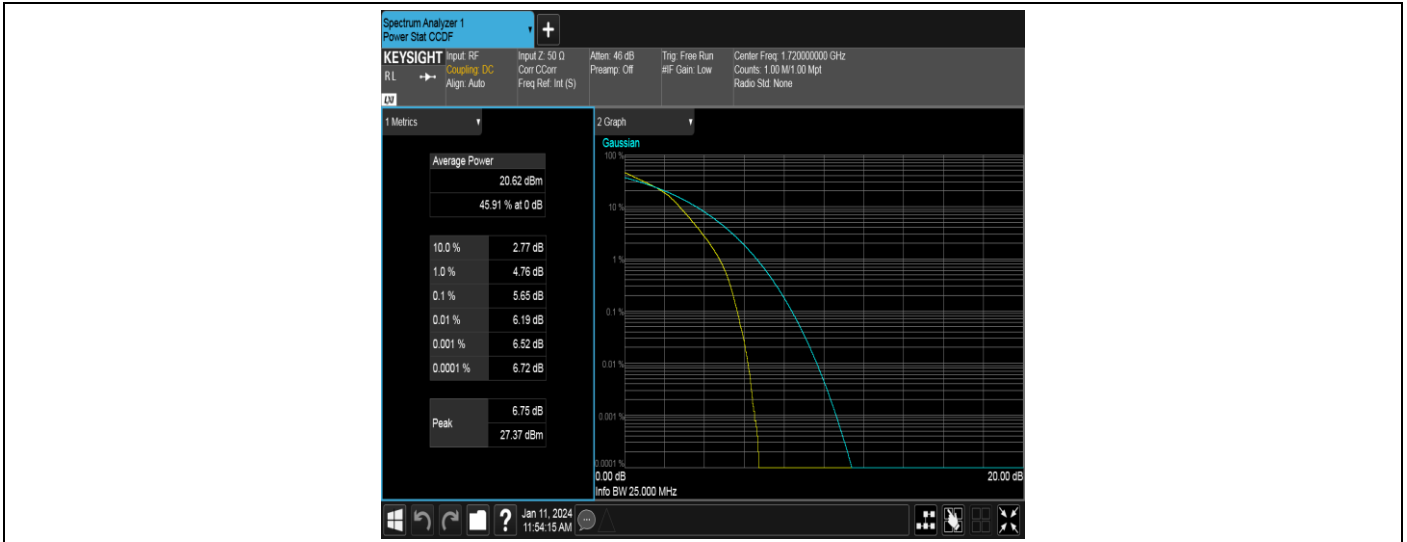 Spectrum Analyzer 1
Power Stat CCDF
+
KEYSIGHT Input: RF Input Z: 50 Ω Atten: 46 dB Trig: Free Run Center Freq: 1.720000000 GHz
RL Coupling: DC Corr CCorr Preamp: Off #IF Gain: Low Counts: 1.00 M/1.00 Mpt
Align: Auto Freq Ref: Int (S) Radio Std: None
LXI
1 Metrics
Average Power
20.62 dBm
45.91 % at 0 dB
10.0 % 2.77 dB
1.0 % 4.76 dB
0.1 % 5.65 dB
0.01 % 6.19 dB
0.001 % 6.52 dB
0.0001 % 6.72 dB
Peak 6.75 dB
27.37 dBm
2 Graph
Gaussian
100 %
10 %
1 %
0.1 %
0.01 %
0.001 %
0.0001 %
0.00 dB 20.00 dB
Info BW 25.000 MHz
? Jan 11, 2024
11:54:15 AM